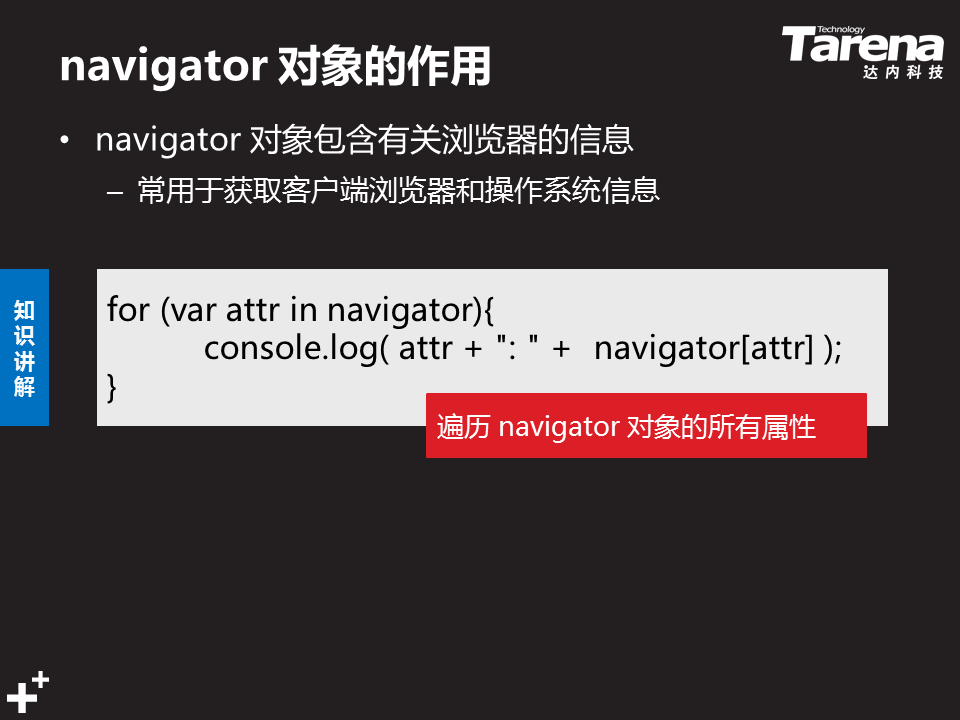 navigator 对象的作用
Technology
Tarena
达内科技
• navigator 对象包含有关浏览器的信息
– 常用于获取客户端浏览器和操作系统信息
知
识
讲
解
for (var attr in navigator){
console.log( attr + ": " + navigator[attr] );
}
遍历 navigator 对象的所有属性